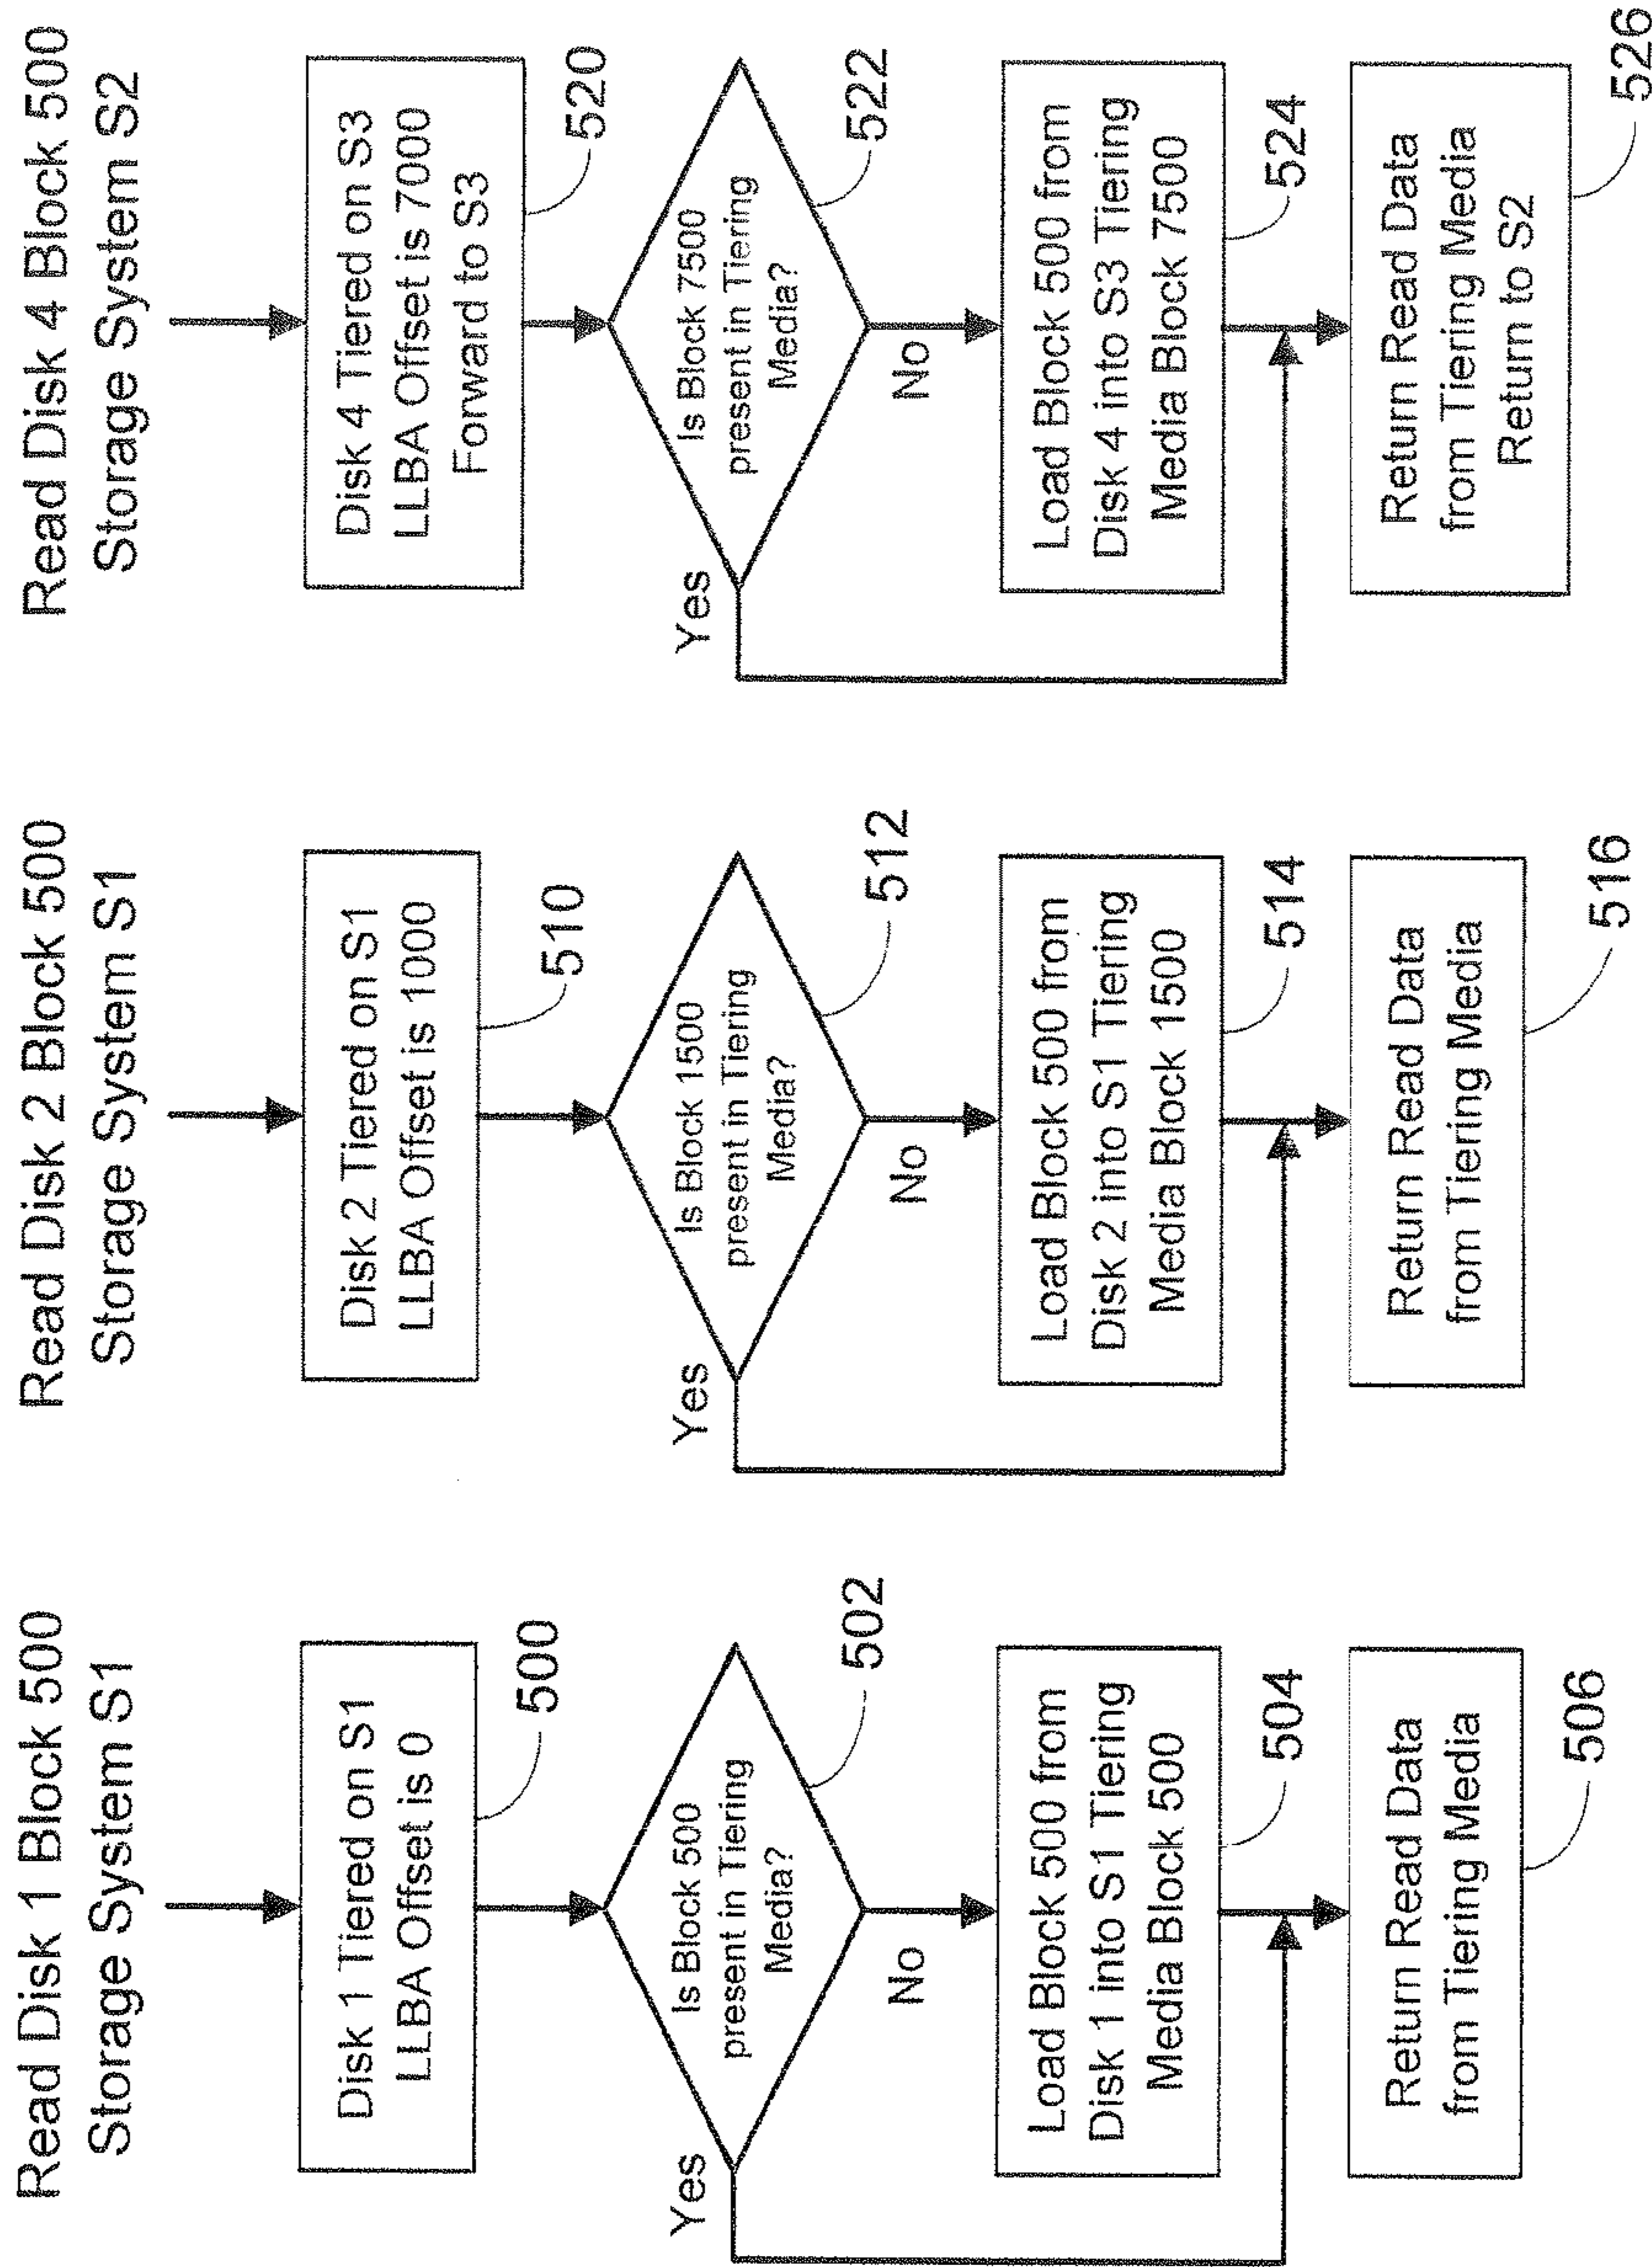 Read Disk 1 Block 500
Storage System S1
Disk 1 Tiered on S1
LLBA Offset is 0
500
Is Block 500
present in Tiering
Media?
502
Yes
No
Load Block 500 from
Disk 1 into S1 Tiering
Media Block 500
504
Return Read Data
from Tiering Media
506
Read Disk 2 Block 500
Storage System S1
Disk 2 Tiered on S1
LLBA Offset is 1000
510
Is Block 1500
present in Tiering
Media?
512
Yes
No
Load Block 500 from
Disk 2 into S1 Tiering
Media Block 1500
514
Return Read Data
from Tiering Media
516
Read Disk 4 Block 500
Storage System S2
Disk 4 Tiered on S3
LLBA Offset is 7000
Forward to S3
520
Is Block 7500
present in Tiering
Media?
522
Yes
No
Load Block 500 from
Disk 4 into S3 Tiering
Media Block 7500
524
Return Read Data
from Tiering Media
Return to S2
526